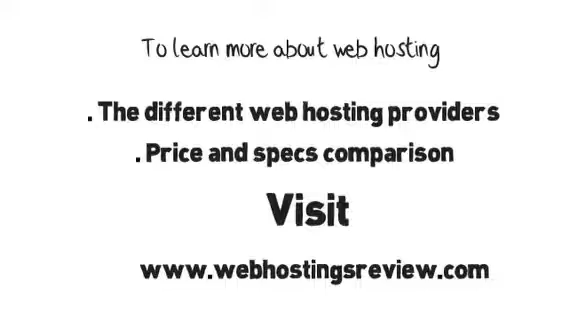 To learn more about web hosting
. The different web hosting providers
. Price and specs comparison
Visit
www.webhostingsreview.com